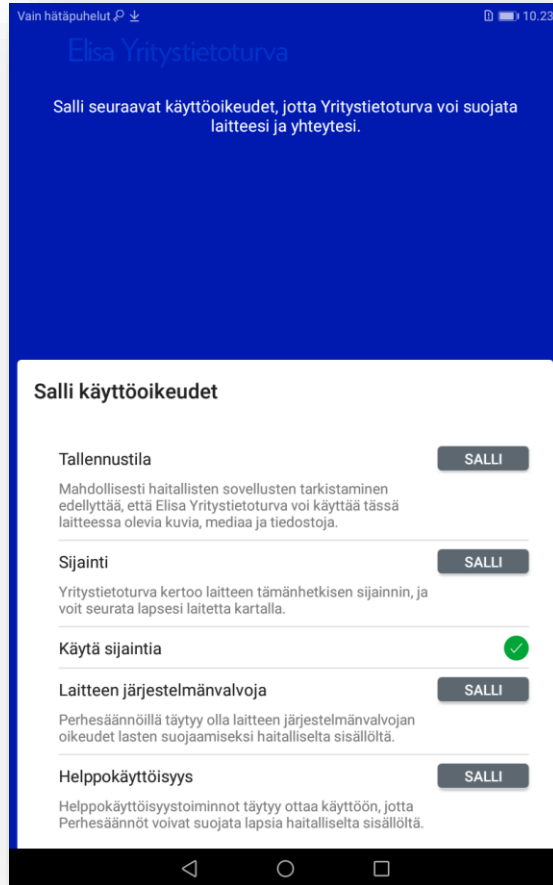 Vain hätäpuhelut
10.23
Elisa Yritystietoturva
Salli seuraavat käyttöoikeudet, jotta Yritystietoturva voi suojata
laitteesi ja yhteytesi.
Salli käyttöoikeudet
Tallennustila
SALLI
Mahdollisesti haitallisten sovellusten tarkistaminen
edellyttää, että Elisa Yritystietoturva voi käyttää tässä
laitteessa olevia kuvia, mediaa ja tiedostoja.
Sijainti
SALLI
Yritystietoturva kertoo laitteen tämänhetkisen sijainnin, ja
voit seurata lapsesi laitetta kartalla.
Käytä sijaintia
Laitteen järjestelmänvalvoja
SALLI
Perhesäännöillä täytyy olla laitteen järjestelmänvalvojan
oikeudet lasten suojaamiseksi haitalliselta sisällöltä.
Helppokäyttöisyys
SALLI
Helppokäyttöisyystoiminnot täytyy ottaa käyttöön, jotta
Perhesäännöt voivat suojata lapsia haitalliselta sisällöltä.